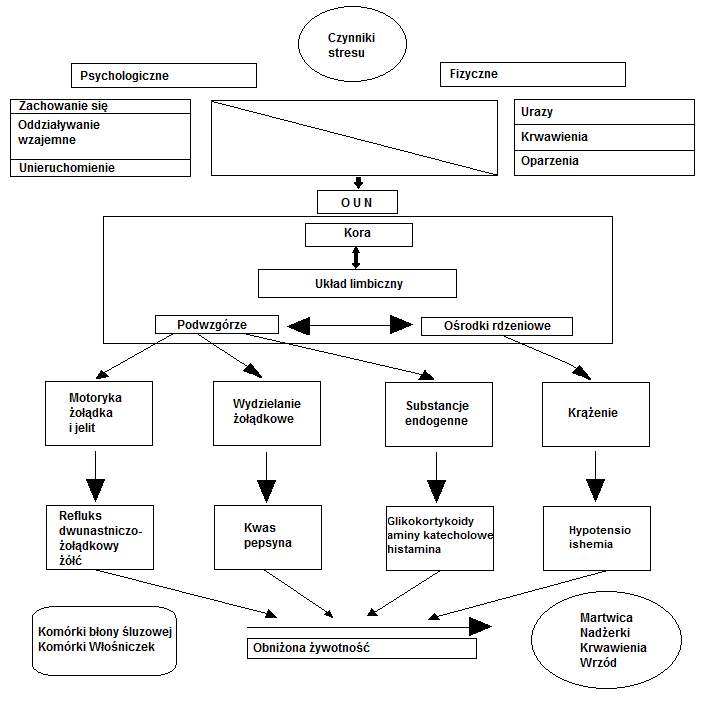 Czynniki
stresu
Psychologiczne
Fizyczne
Zachowanie się
Oddziaływanie
wzajemne
Unieruchomienie
Urazy
Krwawienia
Oparzenia
O U N
Kora
Układ limbiczny
Podwzgórze
Ośrodki rdzeniowe
Motoryka
żołądka
i jelit
Wydzielanie
żołądkowe
Substancje
endogenne
Krążenie
Refluks
dwunastniczo-
żołądkowy
żółć
Kwas
pepsyna
Glikokortykoidy
aminy katecholowe
histamina
Hypotensio
ishemia
Komórki błony śluzowej
Komórki Włośniczek
Obniżona żywotność
Martwica
Nadżerki
Krwawienia
Wrzód